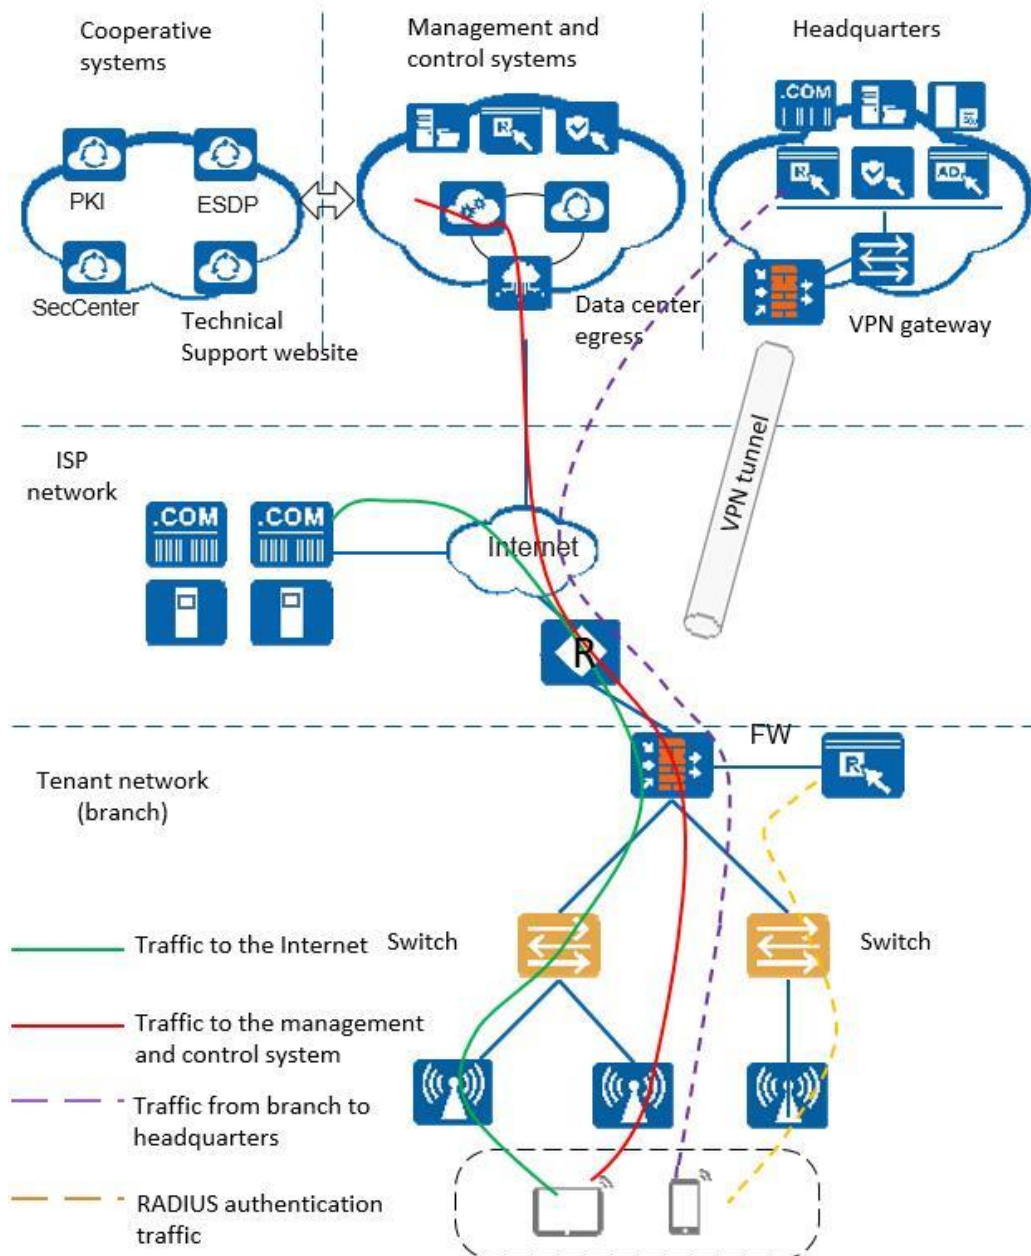 Cooperative
systems
Management and
control systems
Headquarters
.COM
R
R
AD
PKI
ESDP
SecCenter
Technical
Support website
Data center
egress
VPN gateway
VPN tunnel
ISP
network
.COM
.COM
Internet
R
FW
R
Tenant network
(branch)
Traffic to the Internet
Switch
Switch
Traffic to the management
and control system
Traffic from branch to
headquarters
RADIUS authentication
traffic